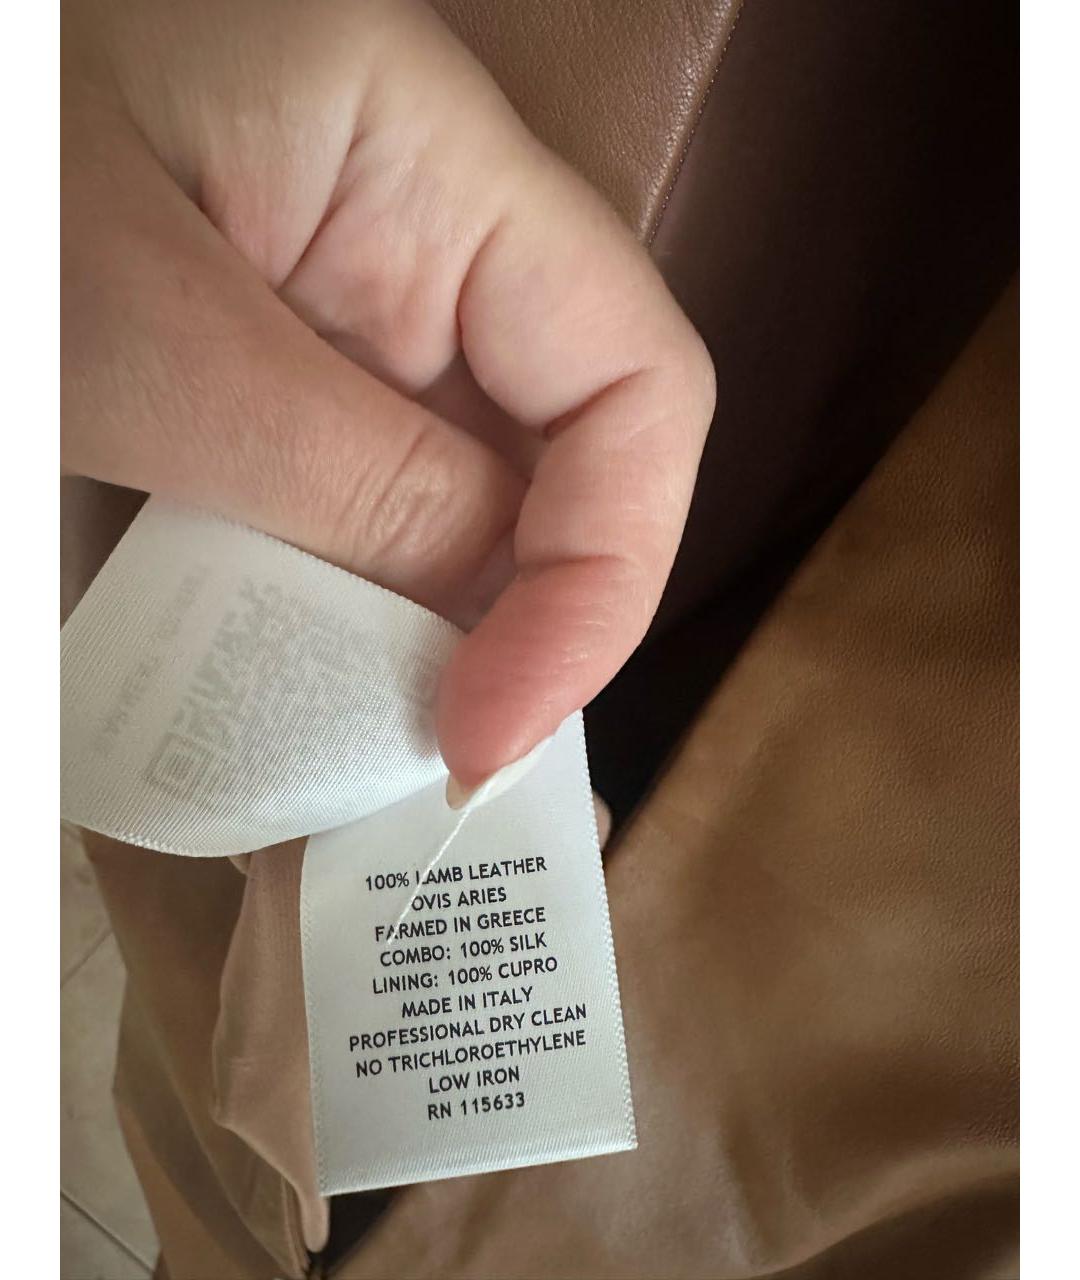 100% LAMB LEATHER
OVIS ARIES
FARMED IN GREECE
COMBO: 100% SILK
LINING: 100% CUPRO
MADE IN ITALY
PROFESSIONAL DRY CLEAN
NO TRICHLOROETHYLENE
LOW IRON
RN 115633